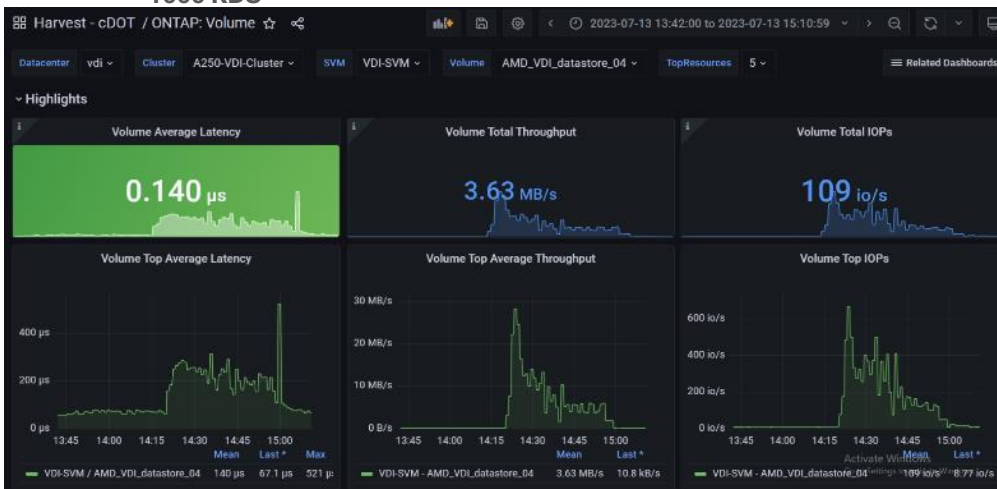 Harvest - cDOT / ONTAP: Volume
2023-07-13 13:42:00 to 2023-07-13 15:10:59
Datacenter vdi Cluster A250-VDI-Cluster SVM VDI-SVM Volume AMD_VDI_datastore_04 TopResources 5 Related Dashboards
Highlights
Volume Average Latency
0.140 µs
Volume Total Throughput
3.63 MB/s
Volume Total IOPs
109 io/s
Volume Top Average Latency
400 µs
200 µs
0 µs
13:45 14:00 14:15 14:30 14:45 15:00
Mean Last * Max
VDI-SVM / AMD_VDI_datastore_04 140 µs 67.1 µs 521 µs
Volume Top Average Throughput
30 MB/s
20 MB/s
10 MB/s
0 B/s
13:45 14:00 14:15 14:30 14:45 15:00
Mean Last *
VDI-SVM - AMD_VDI_datastore_04 3.63 MB/s 10.8 kB/s
Volume Top IOPs
600 io/s
400 io/s
200 io/s
0 io/s
13:45 14:00 14:15 14:30 14:45 15:00
Activate Windows
Mean Last *
VDI-SVM - AMD_VDI_datastore_04 109 io/s 8.77 io/s